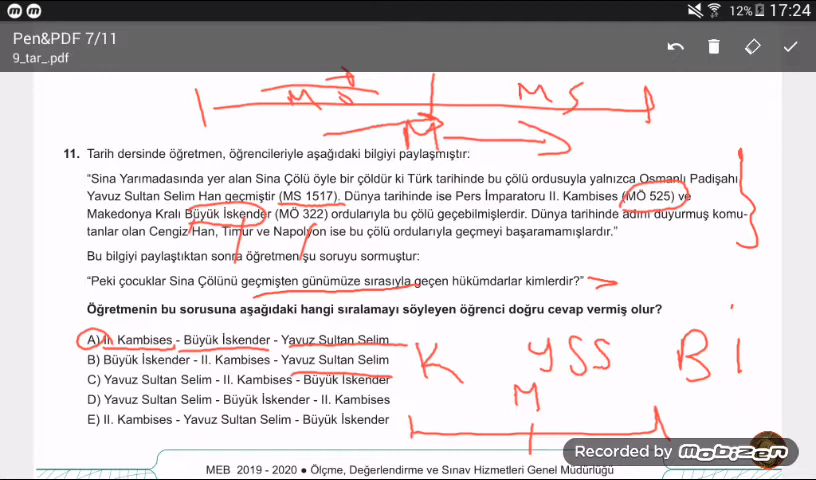 12% 17:24
Pen&PDF 7/11
9_tar_.pdf
M Ö M S
M
11. Tarih dersinde öğretmen, öğrencileriyle aşağıdaki bilgiyi paylaşmıştır:
"Sina Yarımadasında yer alan Sina Çölü öyle bir çöldür ki Türk tarihinde bu çölü ordusuyla yalnızca Osmanlı Padişahı
Yavuz Sultan Selim Han geçmiştir (MS 1517). Dünya tarihinde ise Pers İmparatoru II. Kambises (MÖ 525) ve
Makedonya Kralı Büyük İskender (MÖ 322) ordularıyla bu çölü geçebilmişlerdir. Dünya tarihinde adını duyurmuş komu-
tanlar olan Cengiz Han, Timur ve Napolyon ise bu çölü ordularıyla geçmeyi başaramamışlardır."
Bu bilgiyi paylaştıktan sonra öğretmen şu soruyu sormuştur:
"Peki çocuklar Sina Çölünü geçmişten günümüze sırasıyla geçen hükümdarlar kimlerdir?"
Öğretmenin bu sorusuna aşağıdaki hangi sıralamayı söyleyen öğrenci doğru cevap vermiş olur?
A) II. Kambises - Büyük İskender - Yavuz Sultan Selim
B) Büyük İskender - II. Kambises - Yavuz Sultan Selim
C) Yavuz Sultan Selim - II. Kambises - Büyük İskender
D) Yavuz Sultan Selim - Büyük İskender - II. Kambises
E) II. Kambises - Yavuz Sultan Selim - Büyük İskender
K YSS Bİ
M
Recorded by Mobizen
MEB 2019 - 2020 ● Ölçme, Değerlendirme ve Sınav Hizmetleri Genel Müdürlüğü